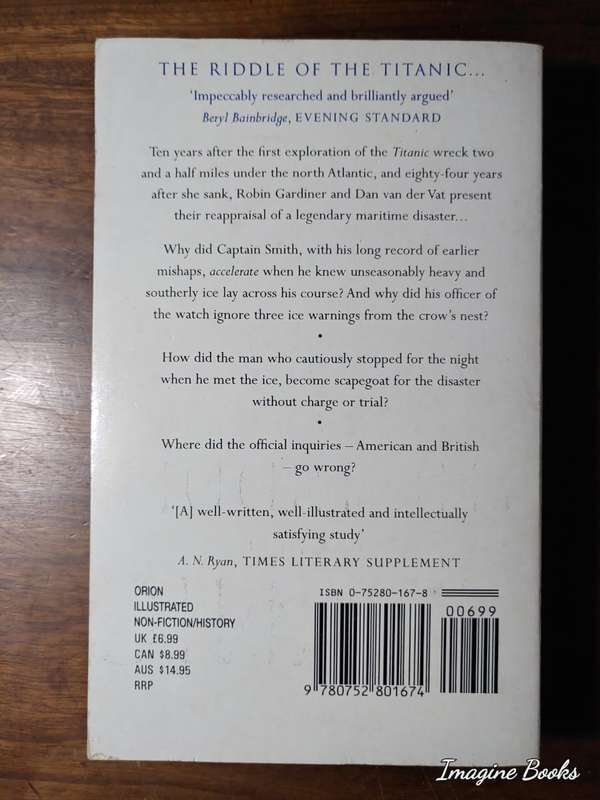 THE RIDDLE OF THE TITANIC...
'Impeccably researched and brilliantly argued'
Beryl Bainbridge, EVENING STANDARD
Ten years after the first exploration of the Titanic wreck two
and a half miles under the north Atlantic, and eighty-four years
after she sank, Robin Gardiner and Dan van der Vat present
their reappraisal of a legendary maritime disaster...
Why did Captain Smith, with his long record of earlier
mishaps, accelerate when he knew unseasonably heavy and
southerly ice lay across his course? And why did his officer of
the watch ignore three ice warnings from the crow's nest?
•
How did the man who cautiously stopped for the night
when he met the ice, become scapegoat for the disaster
without charge or trial?
•
Where did the official inquiries – American and British
– go wrong?
'[A] well-written, well-illustrated and intellectually
satisfying study'
A. N. Ryan, TIMES LITERARY SUPPLEMENT
ORION
ILLUSTRATED
NON-FICTION/HISTORY
UK £6.99
CAN $8.99
AUS $14.95
RRP
ISBN 0-75280-167-8
00699
9 780752 801674
Imagine Books